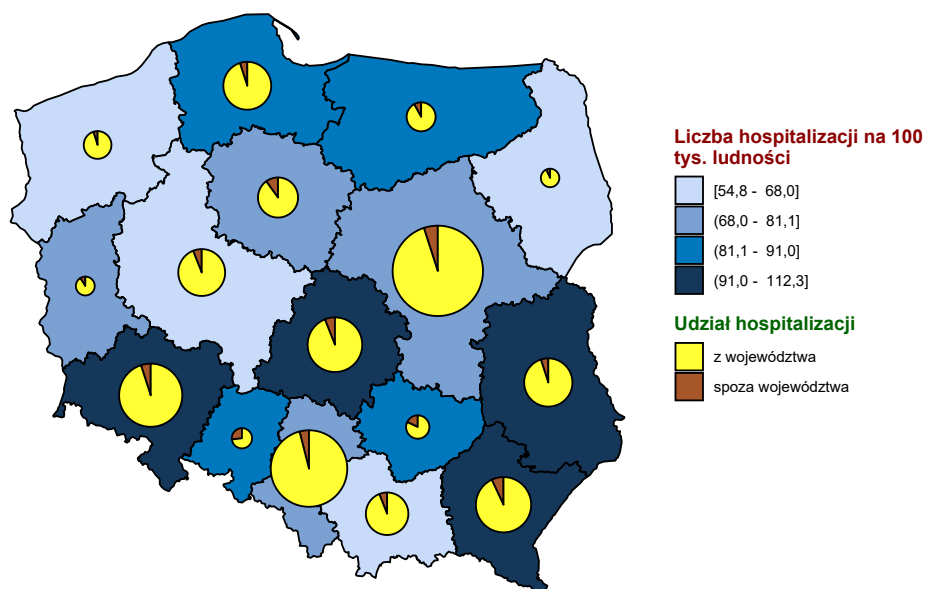 Liczba hospitalizacji na 100
tys. ludności
[54,8 - 68,0]
(68,0 - 81,1]
(81,1 - 91,0]
(91,0 - 112,3]
Udział hospitalizacji
z województwa
spoza województwa